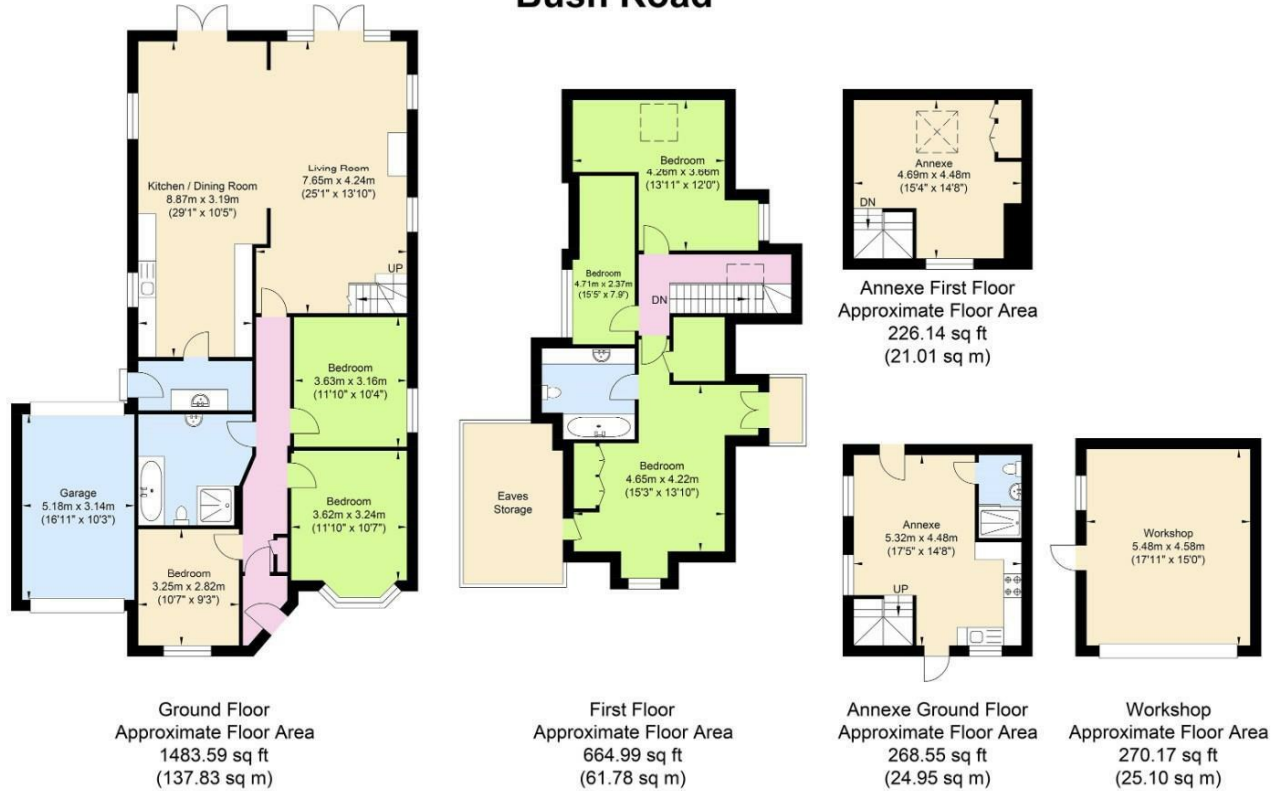 Bush Road
Kitchen / Dining Room
8.87m x 3.19m
(29'1" x 10'5")
Living Room
7.65m x 4.24m
(25'1" x 13'10")
UP
Bedroom
3.63m x 3.16m
(11'10" x 10'4")
Bedroom
3.62m x 3.24m
(11'10" x 10'7")
Garage
5.18m x 3.14m
(16'11" x 10'3")
Bedroom
3.25m x 2.82m
(10'7" x 9'3")
Ground Floor
Approximate Floor Area
1483.59 sq ft
(137.83 sq m)
Bedroom
4.26m x 3.66m
(13'11" x 12'0")
Bedroom
4.71m x 2.37m
(15'5" x 7.9")
DN
Bedroom
4.65m x 4.22m
(15'3" x 13'10")
Eaves
Storage
First Floor
Approximate Floor Area
664.99 sq ft
(61.78 sq m)
Annexe
4.69m x 4.48m
(15'4" x 14'8")
DN
Annexe First Floor
Approximate Floor Area
226.14 sq ft
(21.01 sq m)
Annexe
5.32m x 4.48m
(17'5" x 14'8")
UP
Annexe Ground Floor
Approximate Floor Area
268.55 sq ft
(24.95 sq m)
Workshop
5.48m x 4.58m
(17'11" x 15'0")
Workshop
Approximate Floor Area
270.17 sq ft
(25.10 sq m)